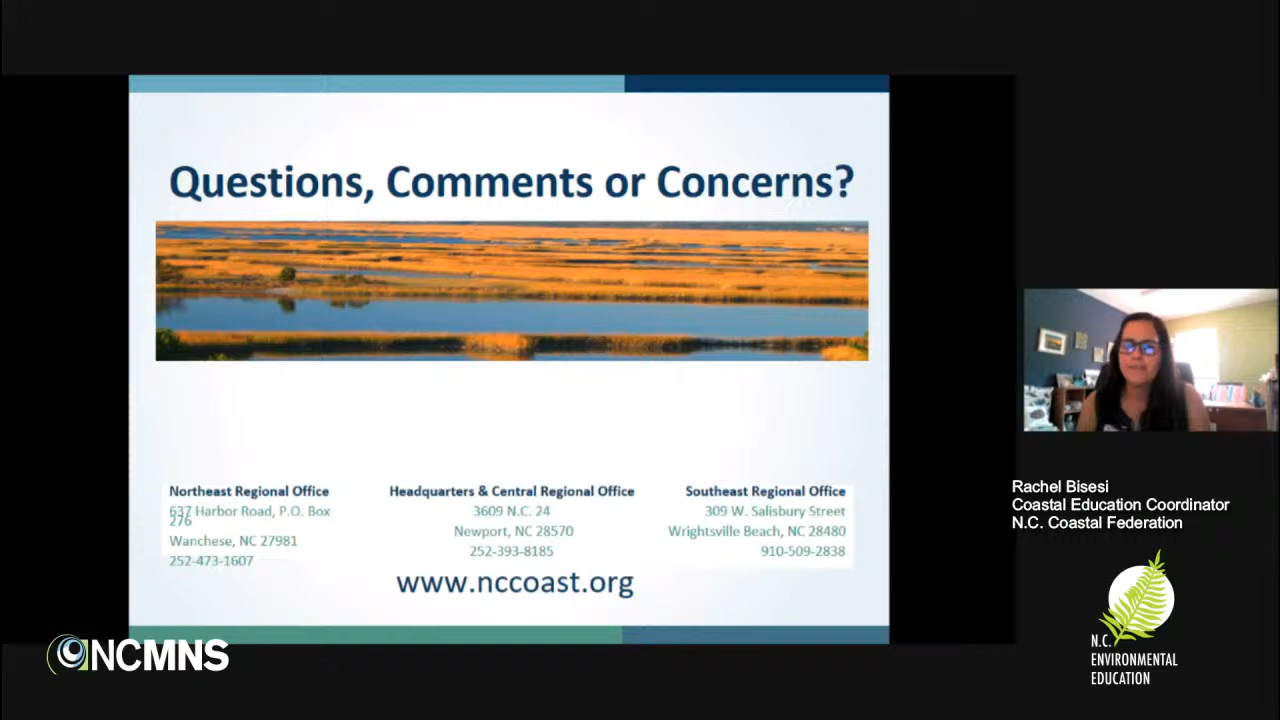 Questions, Comments or Concerns?
Northeast Regional Office
637 Harbor Road, P.O. Box
276
Wanchese, NC 27981
252-473-1607
Headquarters & Central Regional Office
3609 N.C. 24
Newport, NC 28570
252-393-8185
Southeast Regional Office
309 W. Salisbury Street
Wrightsville Beach, NC 28480
910-509-2838
www.nccoast.org
Rachel Bisesi
Coastal Education Coordinator
N.C. Coastal Federation
NCMNS
N.C.
ENVIRONMENTAL
EDUCATION